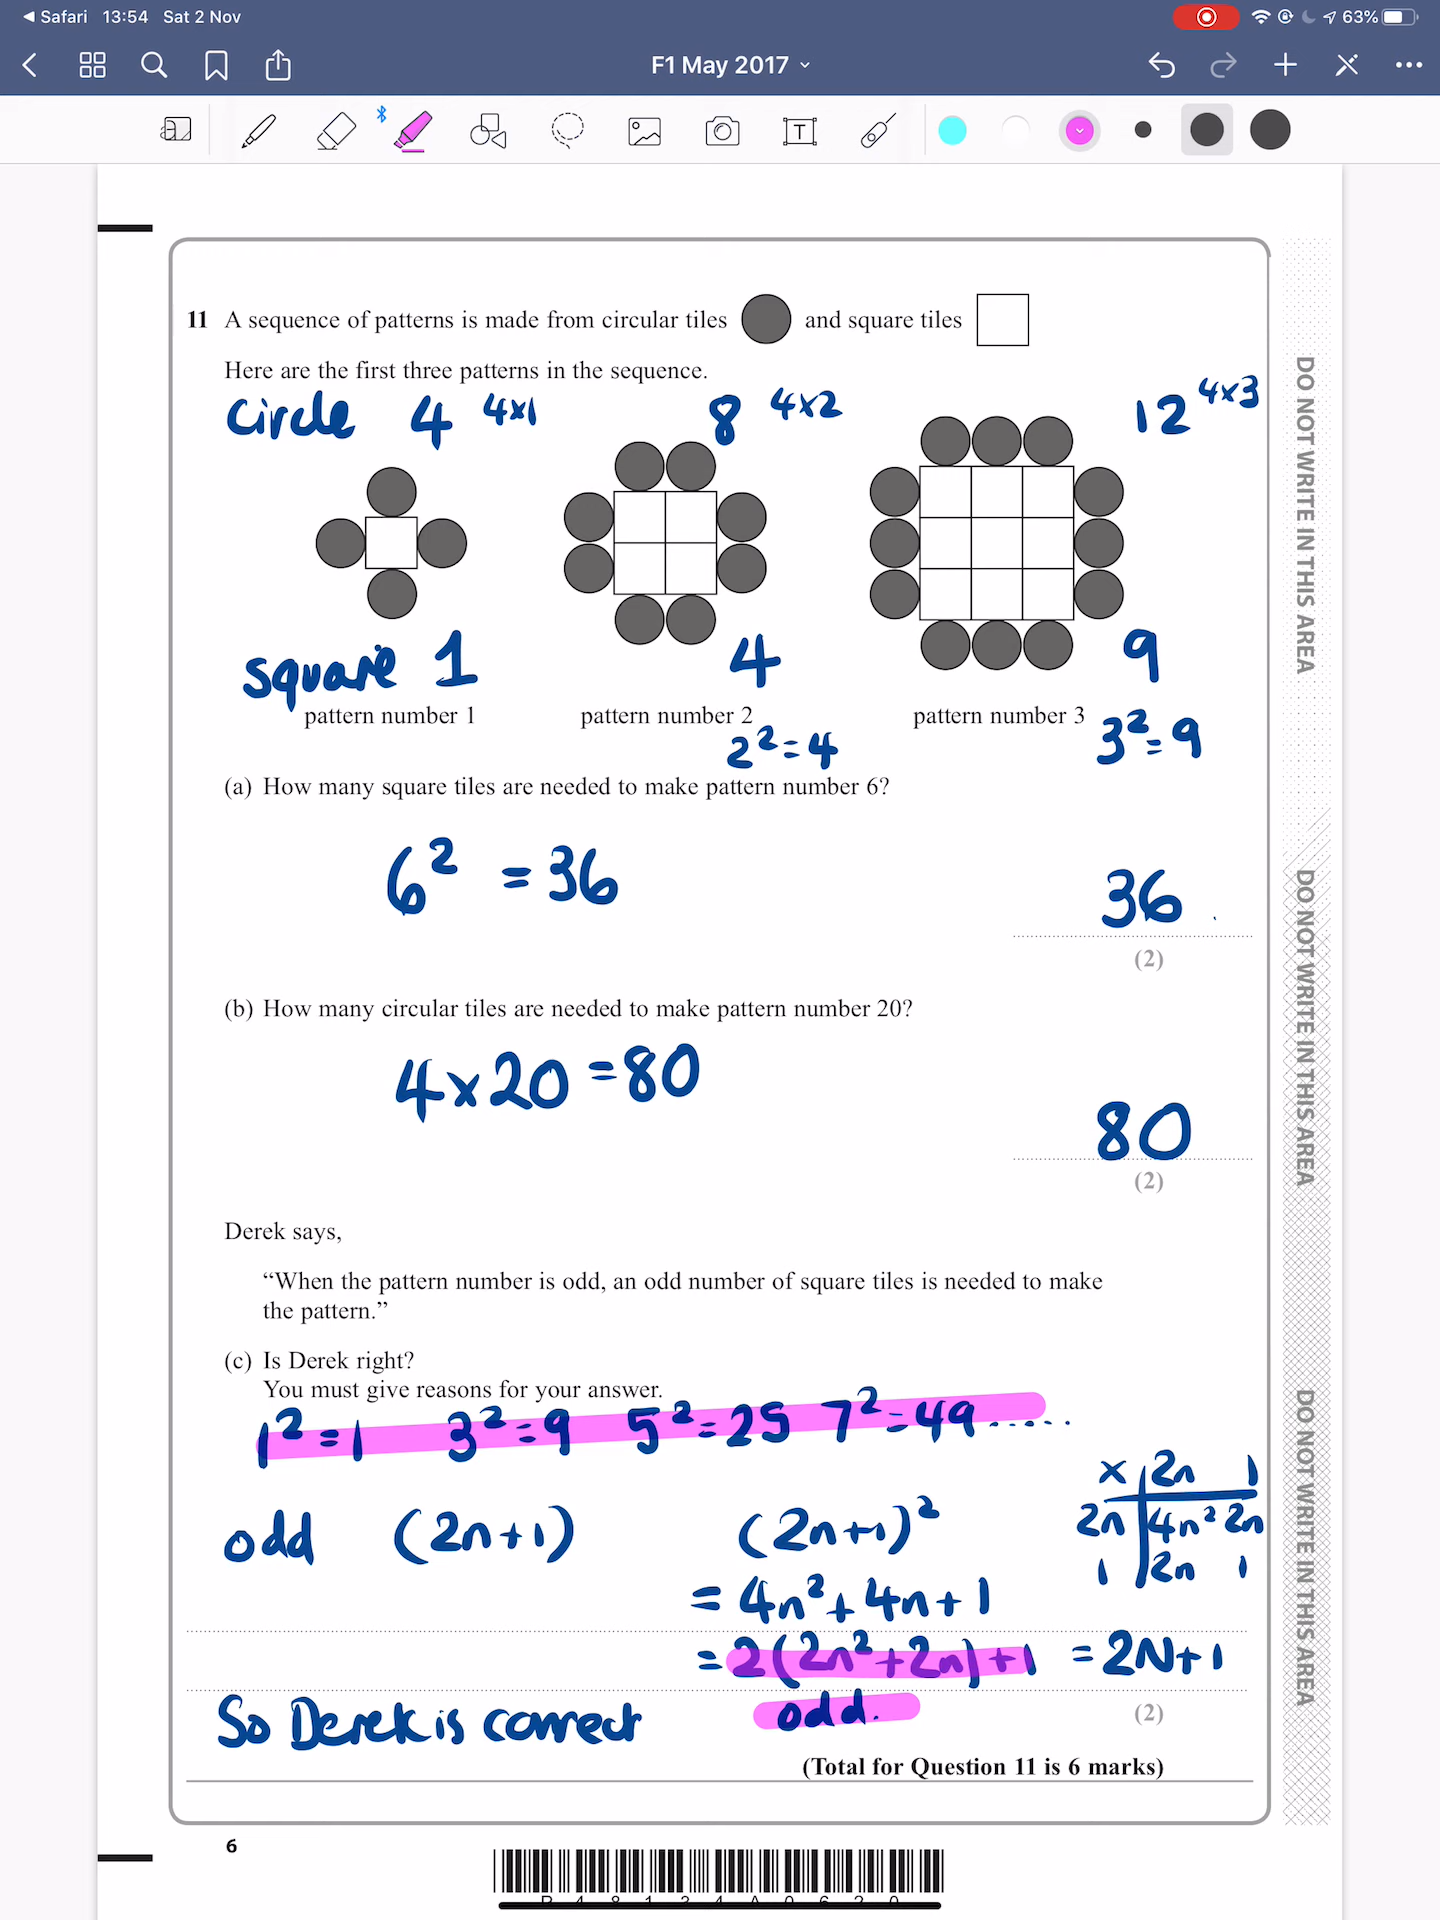 Safari 13:54 Sat 2 Nov 63%
F1 May 2017
11 A sequence of patterns is made from circular tiles and square tiles
Here are the first three patterns in the sequence.
Circle 4 4x1 8 4x2 12 4x3
square 1 4 9
pattern number 1 pattern number 2 pattern number 3
2²=4 3²=9
(a) How many square tiles are needed to make pattern number 6?
6² = 36
36
(2)
(b) How many circular tiles are needed to make pattern number 20?
4x20 = 80
80
(2)
Derek says,
“When the pattern number is odd, an odd number of square tiles is needed to make
the pattern.”
(c) Is Derek right?
You must give reasons for your answer.
1²=1 3²=9 5²=25 7²=49 .....
x 2n 1
2n 4n² 2n
1 2n 1
odd (2n+1) (2n+1)²
= 4n²+4n+1
= 2(2n²+2n)+1 = 2N+1
So Derek is correct odd.
(2)
(Total for Question 11 is 6 marks)
6
P 4 8 1 3 4 A 0 6 2 0
DO NOT WRITE IN THIS AREA
DO NOT WRITE IN THIS AREA
DO NOT WRITE IN THIS AREA